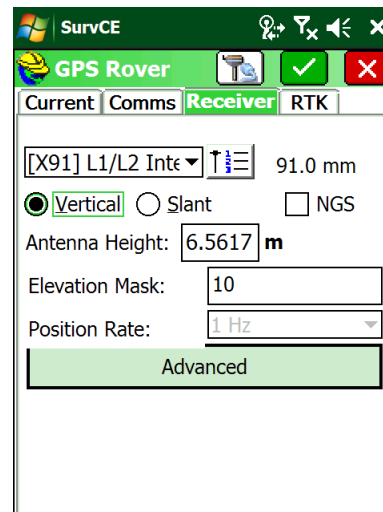 SurvCE
GPS Rover
Current Comms Receiver RTK
[X91] L1/L2 Inte 91.0 mm
Vertical Slant NGS
Antenna Height: 6.5617 m
Elevation Mask: 10
Position Rate: 1 Hz
Advanced